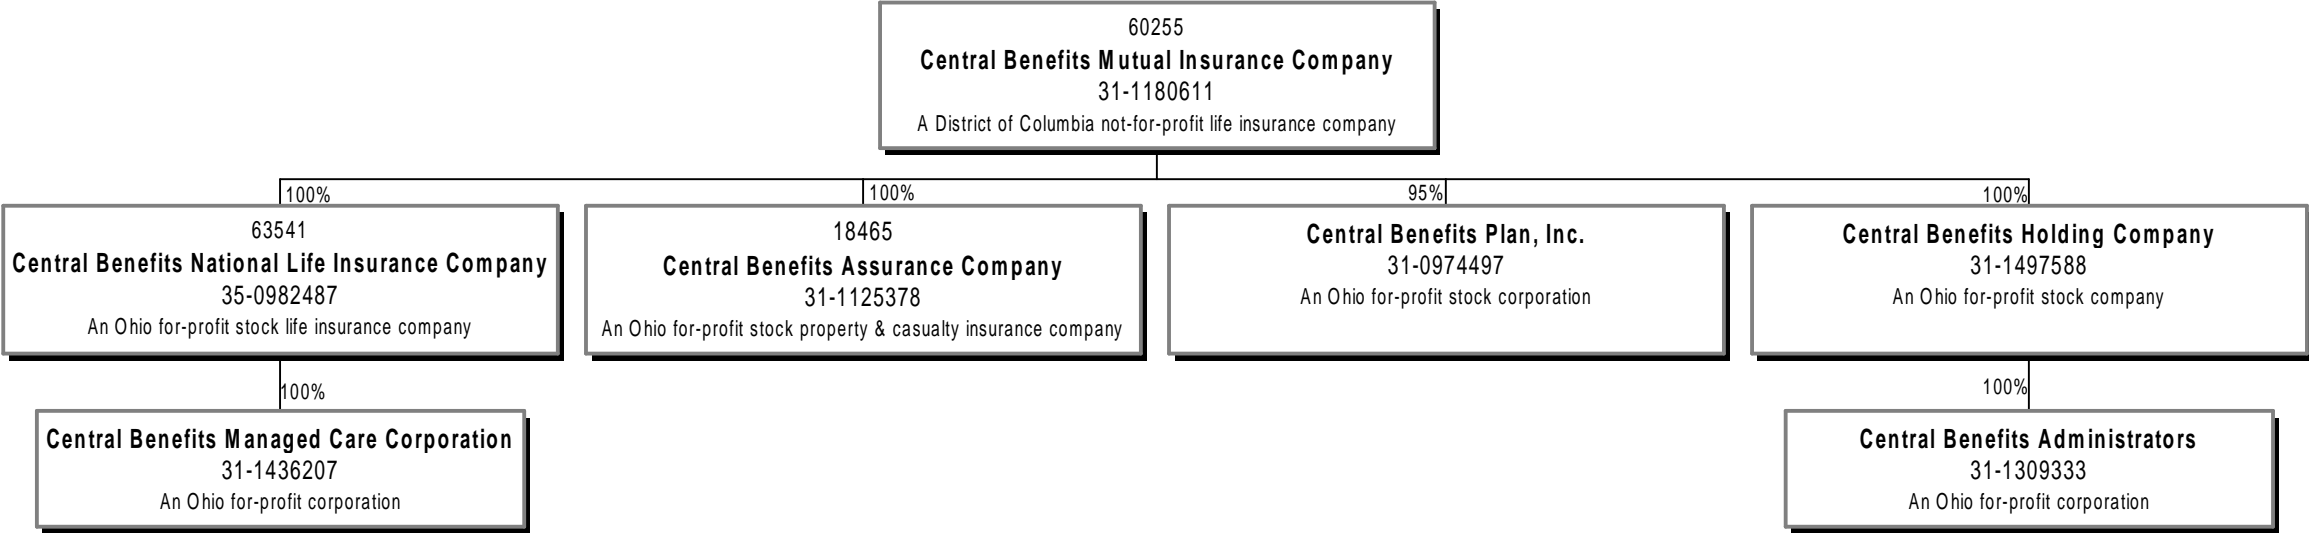 60255
Central Benefits Mutual Insurance Company
31-1180611
A District of Columbia not-for-profit life insurance company
100%
100%
95%
100%
63541
Central Benefits National Life Insurance Company
35-0982487
An Ohio for-profit stock life insurance company
18465
Central Benefits Assurance Company
31-1125378
An Ohio for-profit stock property & casualty insurance company
Central Benefits Plan, Inc.
31-0974497
An Ohio for-profit stock corporation
Central Benefits Holding Company
31-1497588
An Ohio for-profit stock company
100%
100%
Central Benefits Managed Care Corporation
31-1436207
An Ohio for-profit corporation
Central Benefits Administrators
31-1309333
An Ohio for-profit corporation